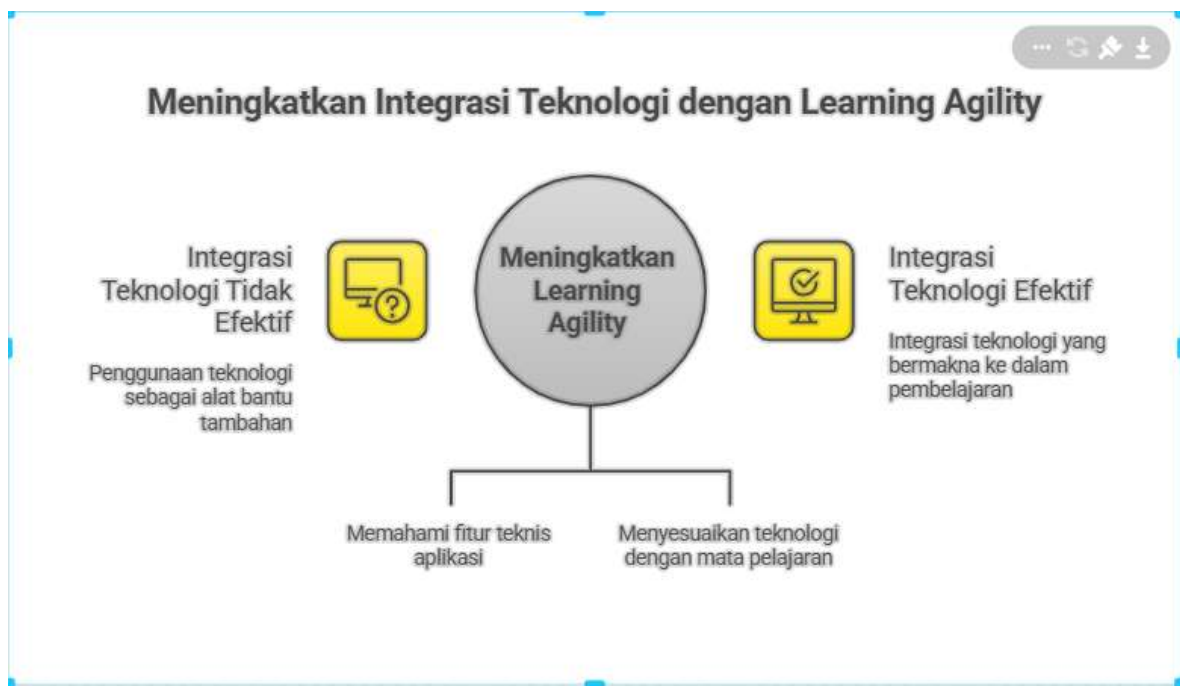 Meningkatkan Integrasi Teknologi dengan Learning Agility
Integrasi
Teknologi Tidak
Efektif
Penggunaan teknologi
sebagai alat bantu
tambahan
Meningkatkan
Learning
Agility
Integrasi
Teknologi Efektif
Integrasi teknologi yang
bermakna ke dalam
pembelajaran
Memahami fitur teknis
aplikasi
Menyesuaikan teknologi
dengan mata pelajaran